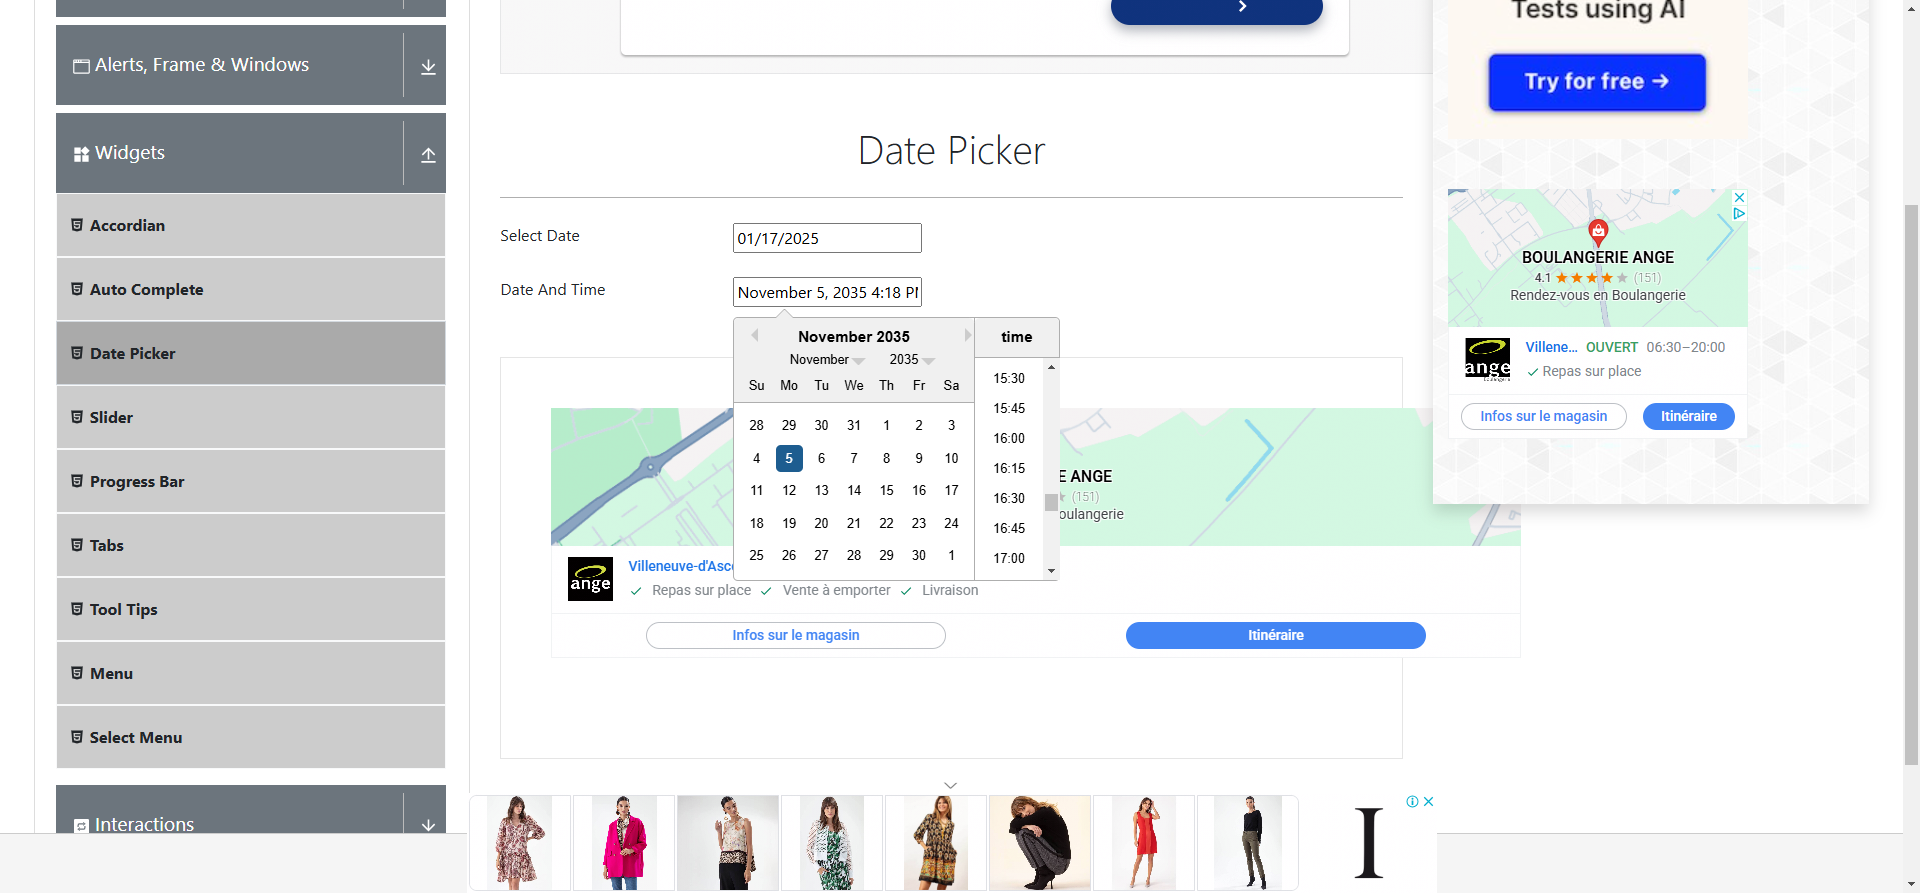 Alerts, Frame & Windows
Widgets
Accordian
Auto Complete
Date Picker
Slider
Progress Bar
Tabs
Tool Tips
Menu
Select Menu
Interactions
Date Picker
Select Date
01/17/2025
Date And Time
November 5, 2035 4:18 PM
November 2035
November 2035
Su Mo Tu We Th Fr Sa
28 29 30 31 1 2 3
4 5 6 7 8 9 10
11 12 13 14 15 16 17
18 19 20 21 22 23 24
25 26 27 28 29 30 1
time
15:30
15:45
16:00
16:15
16:30
16:45
17:00
E ANGE
(151)
oulangerie
ange
Villeneuve-d'Asc
Repas sur place Vente à emporter Livraison
Infos sur le magasin
Itinéraire
Tests using AI
Try for free →
BOULANGERIE ANGE
4.1 (151)
Rendez-vous en Boulangerie
ange
Villene... OUVERT 06:30–20:00
Repas sur place
Infos sur le magasin
Itinéraire
I